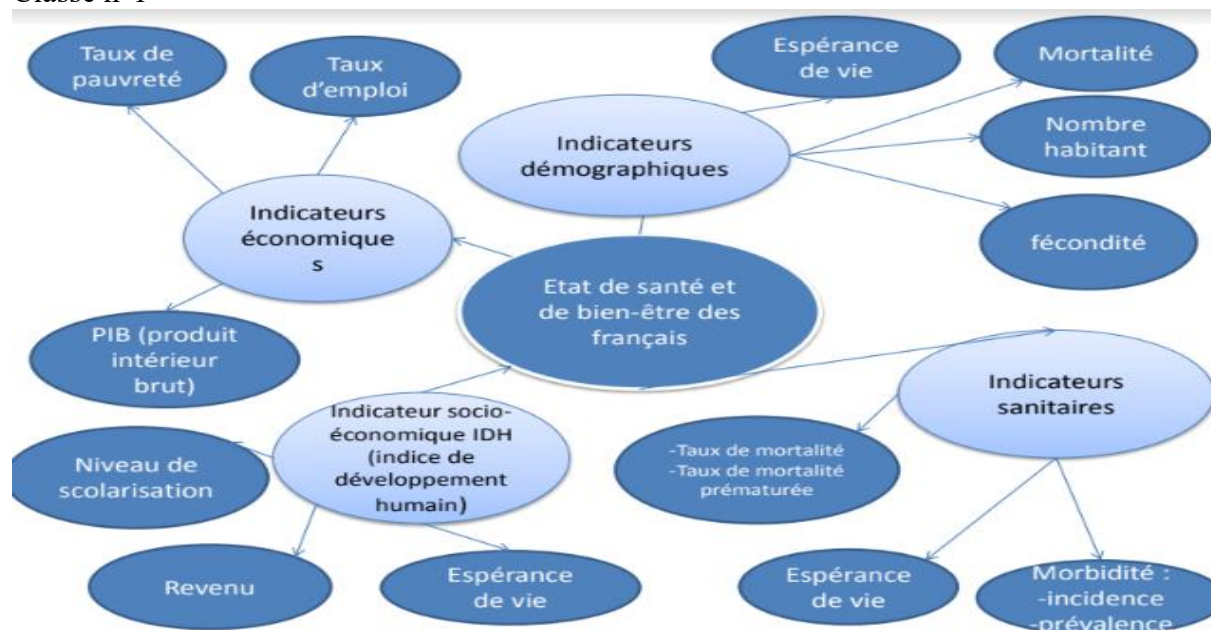 Classe n°1
Taux de
pauvreté
Taux
d'emploi
Espérance
de vie
Mortalité
Indicateurs
démographiques
Nombre
habitant
fécondité
Indicateurs
économique
s
Etat de santé et
de bien-être des
français
PIB (produit
intérieur
brut)
Indicateurs
sanitaires
Indicateur socio-
économique IDH
(indice de
développement
humain)
Niveau de
scolarisation
-Taux de mortalité
-Taux de mortalité
prématurée
Revenu
Espérance
de vie
Espérance
de vie
Morbidité :
-incidence
-prévalence